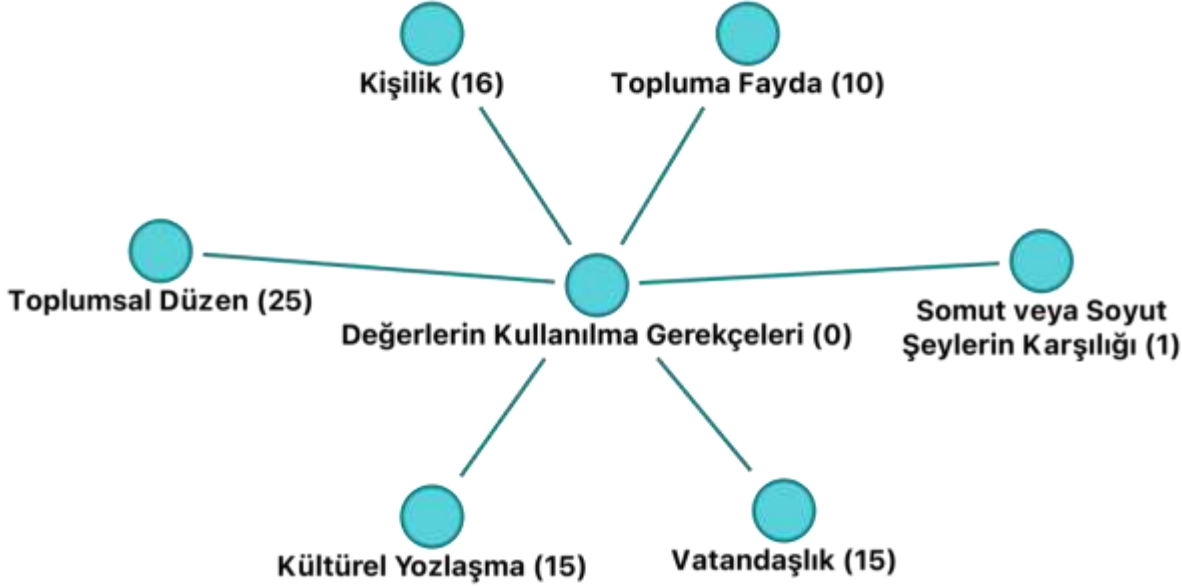 Kişilik (16)
Topluma Fayda (10)
Toplumsal Düzen (25)
Somut veya Soyut
Şeylerin Karşılığı (1)
Değerlerin Kullanılma Gerekçeleri (0)
Kültürel Yozlaşma (15)
Vatandaşlık (15)